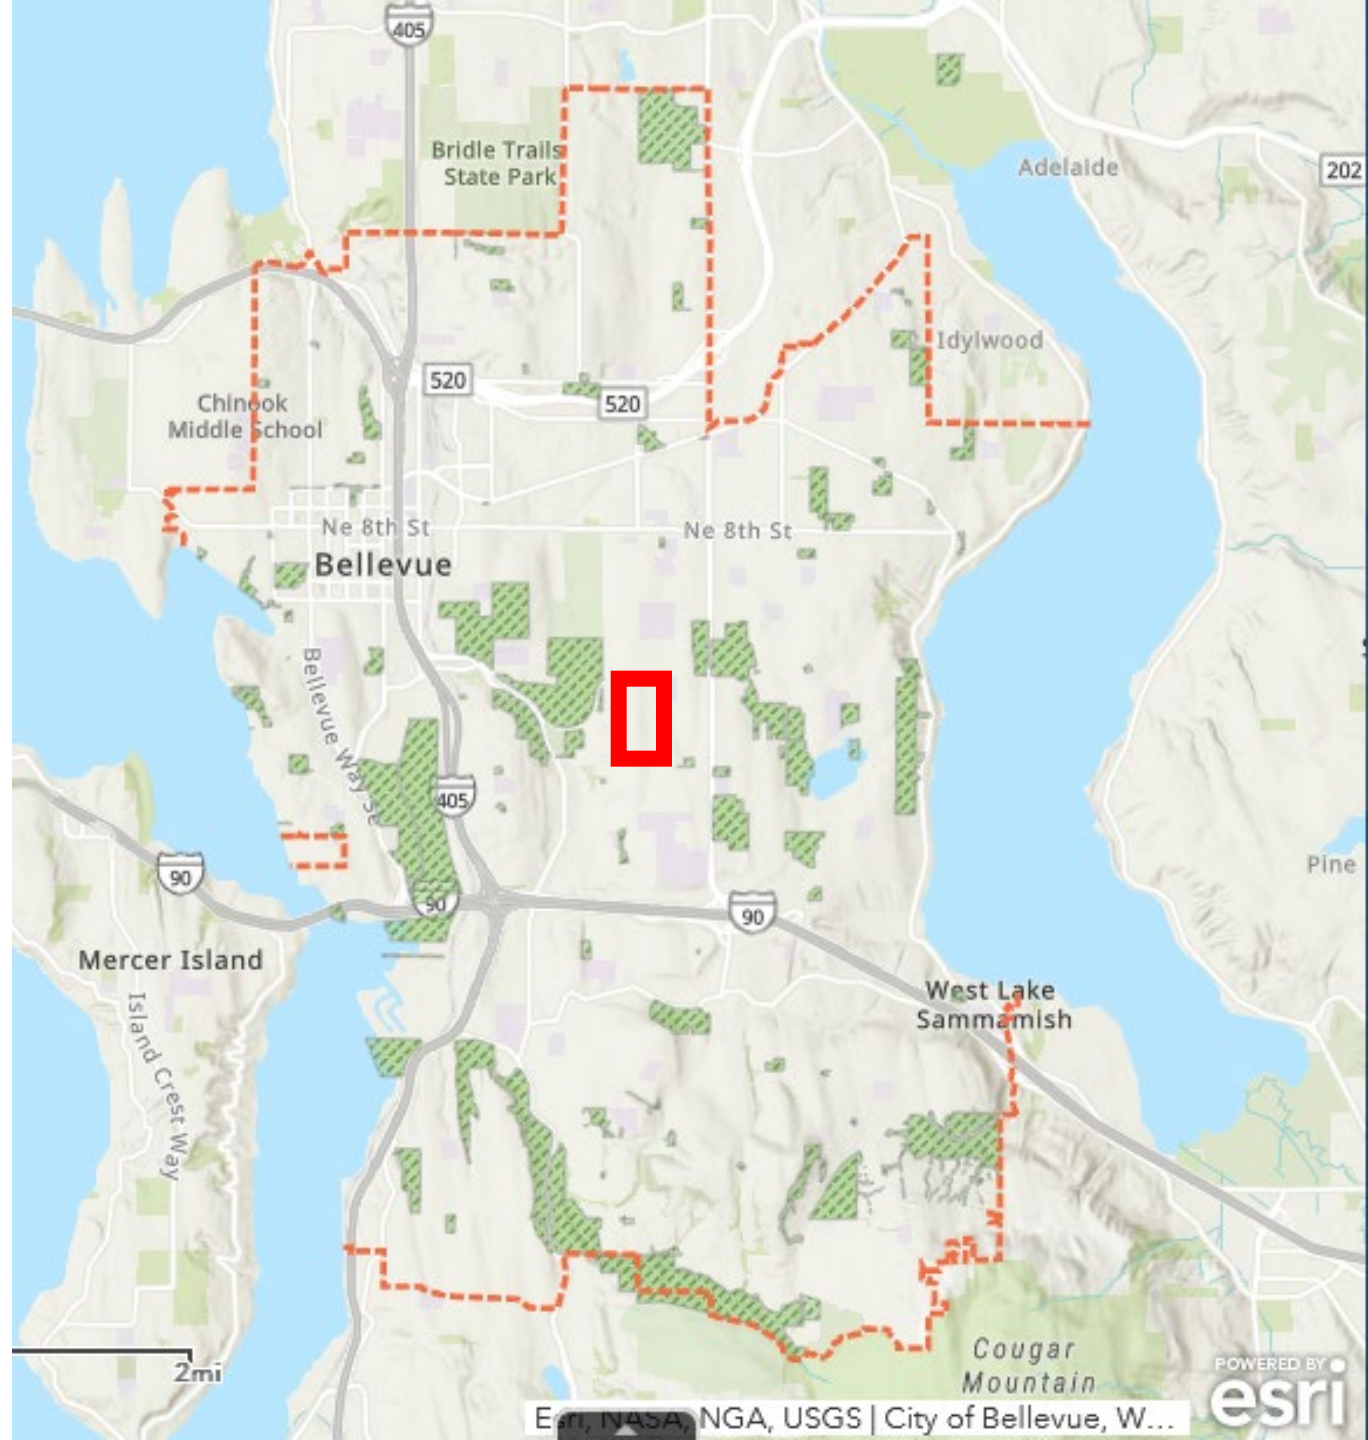 405
Bridle Trails
State Park
Adelaide
202
Idylwood
520
520
Chinook
Middle School
Ne 8th St
Ne 8th St
Bellevue
Bellevue Way Se
405
90
90
90
Pine
Mercer Island
Island Crest Way
West Lake
Sammamish
2mi
Cougar
Mountain
POWERED BY
esri
Esri, NASA, NGA, USGS | City of Bellevue, W...